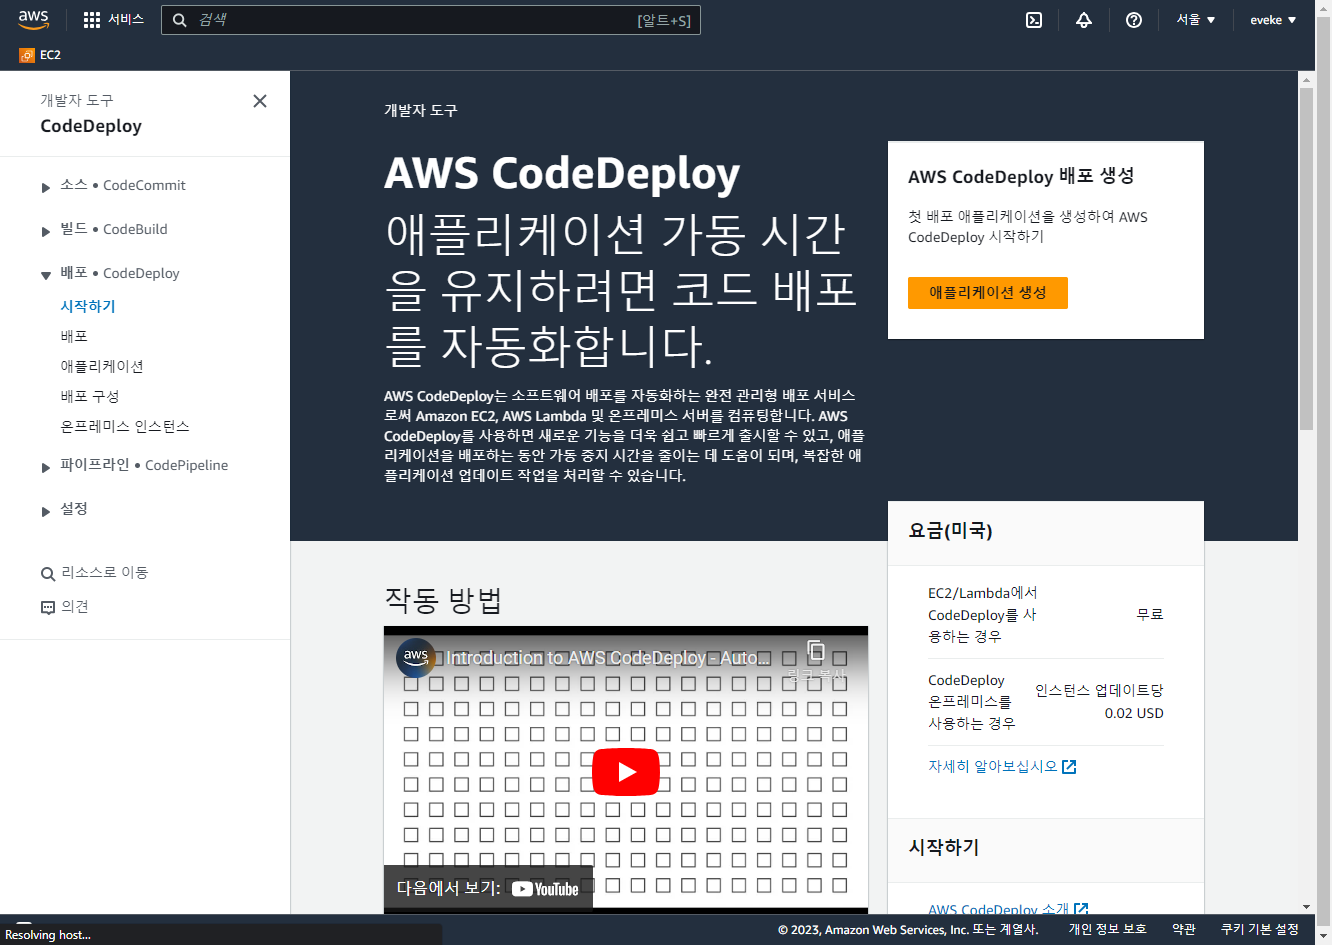 aws
서비스
검색
[알트+S]
서울 ▼
eveke ▼
EC2
개발자 도구
CodeDeploy
소스 • CodeCommit
빌드 • CodeBuild
배포 • CodeDeploy
시작하기
배포
애플리케이션
배포 구성
온프레미스 인스턴스
파이프라인 • CodePipeline
설정
리소스로 이동
의견
개발자 도구
AWS CodeDeploy
애플리케이션 가동 시간
을 유지하려면 코드 배포
를 자동화합니다.
AWS CodeDeploy는 소프트웨어 배포를 자동화하는 완전 관리형 배포 서비스
로써 Amazon EC2, AWS Lambda 및 온프레미스 서버를 컴퓨팅합니다. AWS
CodeDeploy를 사용하면 새로운 기능을 더욱 쉽고 빠르게 출시할 수 있고, 애플
리케이션을 배포하는 동안 가동 중지 시간을 줄이는 데 도움이 되며, 복잡한 애
플리케이션 업데이트 작업을 처리할 수 있습니다.
AWS CodeDeploy 배포 생성
첫 배포 애플리케이션을 생성하여 AWS
CodeDeploy 시작하기
애플리케이션 생성
작동 방법
aws
Introduction to AWS CodeDeploy - Auto...
링크 복사
다음에서 보기: YouTube
요금(미국)
EC2/Lambda에서
CodeDeploy를 사
용하는 경우
무료
CodeDeploy
온프레미스를
사용하는 경우
인스턴스 업데이트당
0.02 USD
자세히 알아보십시오
시작하기
AWS CodeDeploy 소개
Resolving host...
© 2023, Amazon Web Services, Inc. 또는 계열사.
개인 정보 보호
약관
쿠키 기본 설정